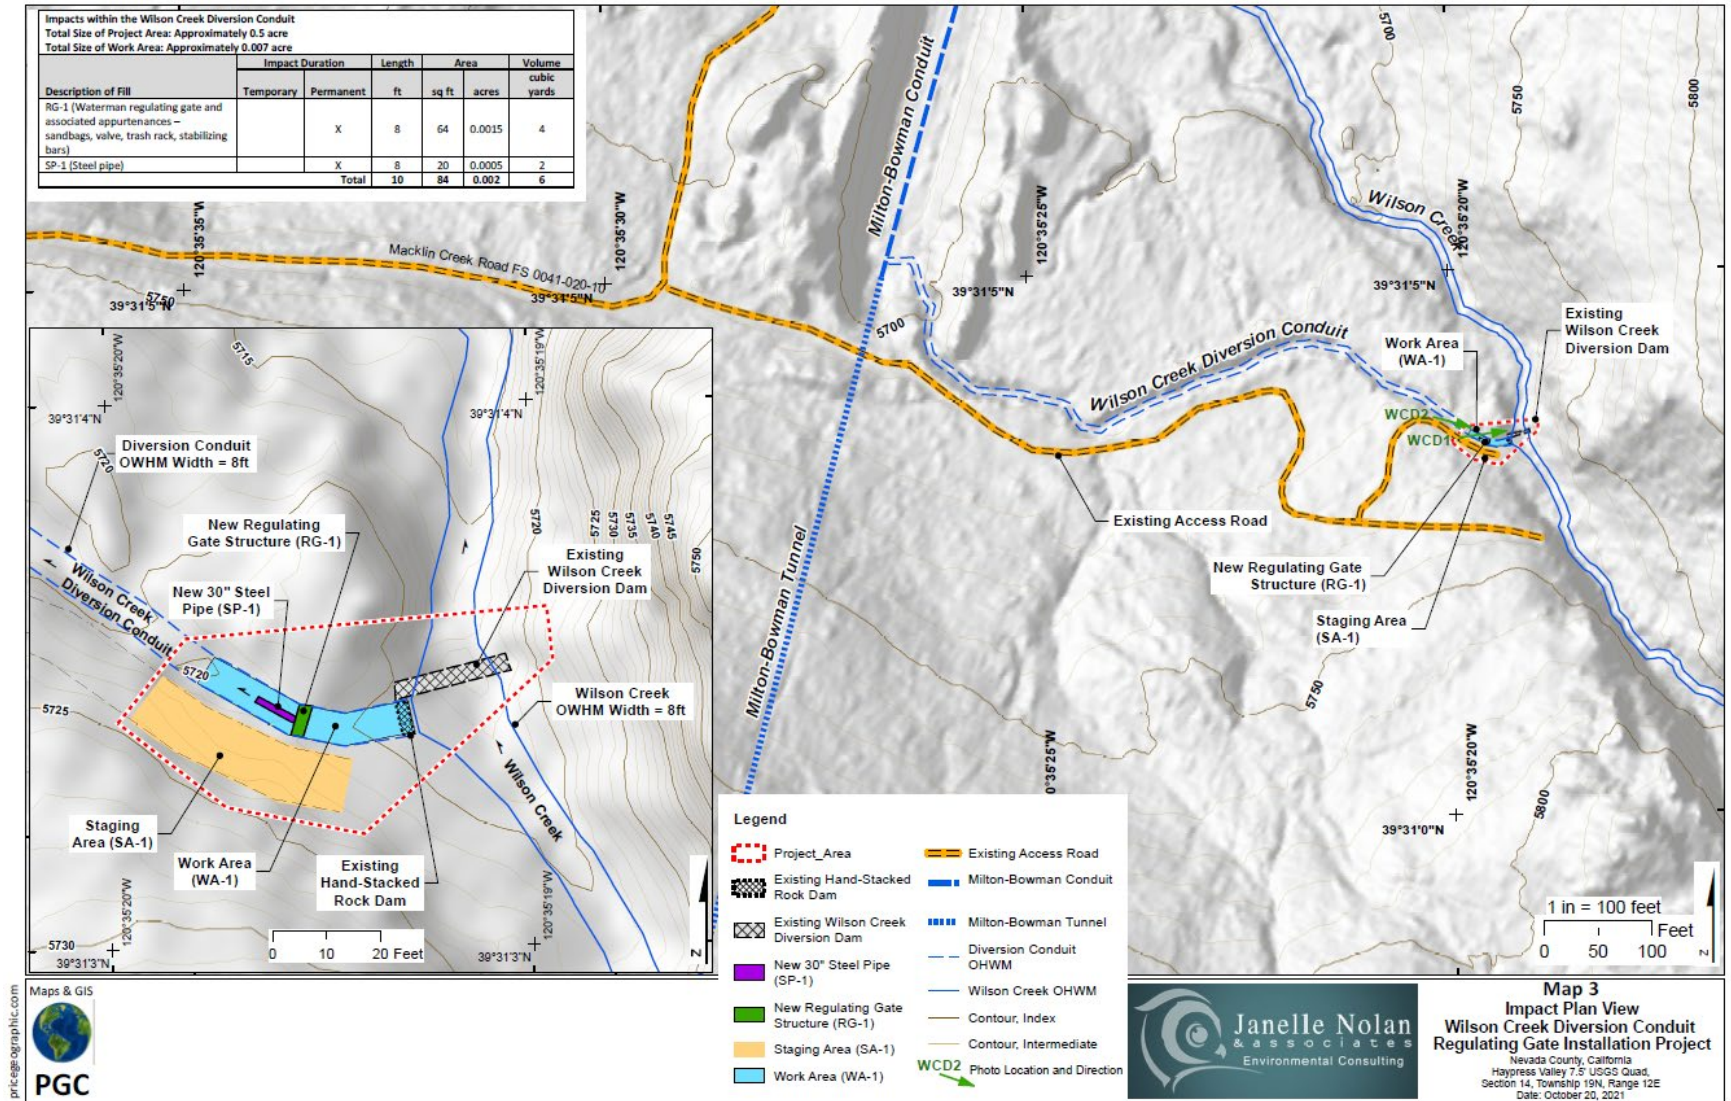 Impacts within the Wilson Creek Diversion Conduit
Total Size of Project Area: Approximately 0.5 acre
Total Size of Work Area: Approximately 0.007 acre
Impact Duration Length Area Volume
Description of Fill Temporary Permanent ft sq ft acres cubic yards
RG-1 (Waterman regulating gate and
associated appurtenances –
sandbags, valve, trash rack, stabilizing
bars)
X 8 64 0.0015 4
SP-1 (Steel pipe) X 8 20 0.0005 2
Total 10 84 0.002 6
Milton-Bowman Conduit
5700
5750
5800
Wilson Creek
120°35'35"W
120°35'30"W
120°35'25"W
120°35'20"W
Macklin Creek Road FS 0041-020-10
5750
39°31'5"N
39°31'5"N
39°31'5"N
39°31'5"N
5700
Wilson Creek Diversion Conduit
Existing
Wilson Creek
Diversion Dam
Work Area
(WA-1)
WCD2
WCD1
Existing Access Road
New Regulating Gate
Structure (RG-1)
Staging Area
(SA-1)
Milton-Bowman Tunnel
5750
5800
0°35'25"W
120°35'20"W
39°31'0"N
120°35'20"W
120°35'19"W
5715
39°31'4"N
39°31'4"N
Diversion Conduit
OWHM Width = 8ft
5720
New Regulating
Gate Structure (RG-1)
5720
5725
5730
5735
5740
5745
5750
Existing
Wilson Creek
Diversion Dam
New 30" Steel
Pipe (SP-1)
Wilson Creek
Diversion Conduit
5720
5725
Wilson Creek
OWHM Width = 8ft
Wilson Creek
Staging
Area (SA-1)
Work Area
(WA-1)
Existing
Hand-Stacked
Rock Dam
120°35'20"W
120°35'19"W
5730
39°31'3"N
39°31'3"N
0 10 20 Feet
N
Legend
Project_Area
Existing Hand-Stacked
Rock Dam
Existing Wilson Creek
Diversion Dam
New 30" Steel Pipe
(SP-1)
New Regulating Gate
Structure (RG-1)
Staging Area (SA-1)
Work Area (WA-1)
Existing Access Road
Milton-Bowman Conduit
Milton-Bowman Tunnel
Diversion Conduit
OHWM
Wilson Creek OHWM
Contour, Index
Contour, Intermediate
WCD2 Photo Location and Direction
1 in = 100 feet
Feet
0 50 100
N
pricegeographic.com
Maps & GIS
PGC
Janelle Nolan
& associates
Environmental Consulting
Map 3
Impact Plan View
Wilson Creek Diversion Conduit
Regulating Gate Installation Project
Nevada County, California
Haypress Valley 7.5' USGS Quad,
Section 14, Township 19N, Range 12E
Date: October 20, 2021